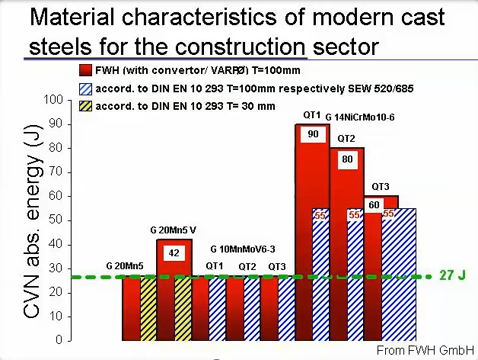 Material characteristics of modern cast
steels for the construction sector
FWH (with convertor/ VARPØ) T=100mm
accord. to DIN EN 10 293 T=100mm respectively SEW 520/685
accord. to DIN EN 10 293 T= 30 mm
CVN abs. energy (J)
100
90
80
70
60
50
40
30
20
10
0
QT1 G 14NiCrMo10-6
90
QT2
80
QT3
60
55 55 55
G 20Mn5 V
42
G 20Mn5
G 10MnMoV6-3
QT1 QT2 QT3
27 J
From FWH GmbH